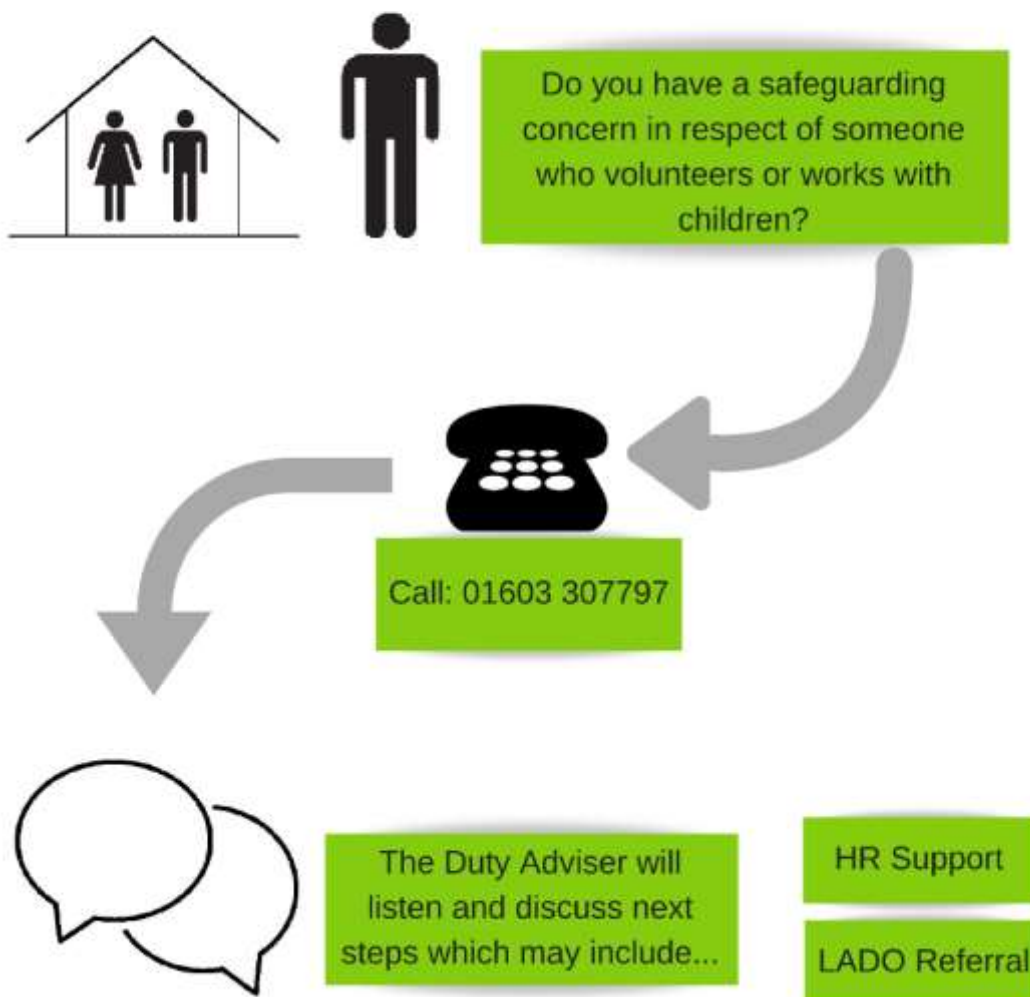 Do you have a safeguarding
concern in respect of someone
who volunteers or works with
children?
Call: 01603 307797
The Duty Adviser will
listen and discuss next
steps which may include...
HR Support
LADO Referral